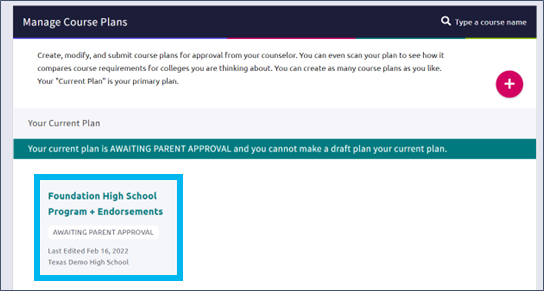 Manage Course Plans
Type a course name
Create, modify, and submit course plans for approval from your counselor. You can even scan your plan to see how it
compares course requirements for colleges you are thinking about. You can create as many course plans as you like.
Your "Current Plan" is your primary plan.
+
Your Current Plan
Your current plan is AWAITING PARENT APPROVAL and you cannot make a draft plan your current plan.
Foundation High School
Program + Endorsements
AWAITING PARENT APPROVAL
Last Edited Feb 16, 2022
Texas Demo High School